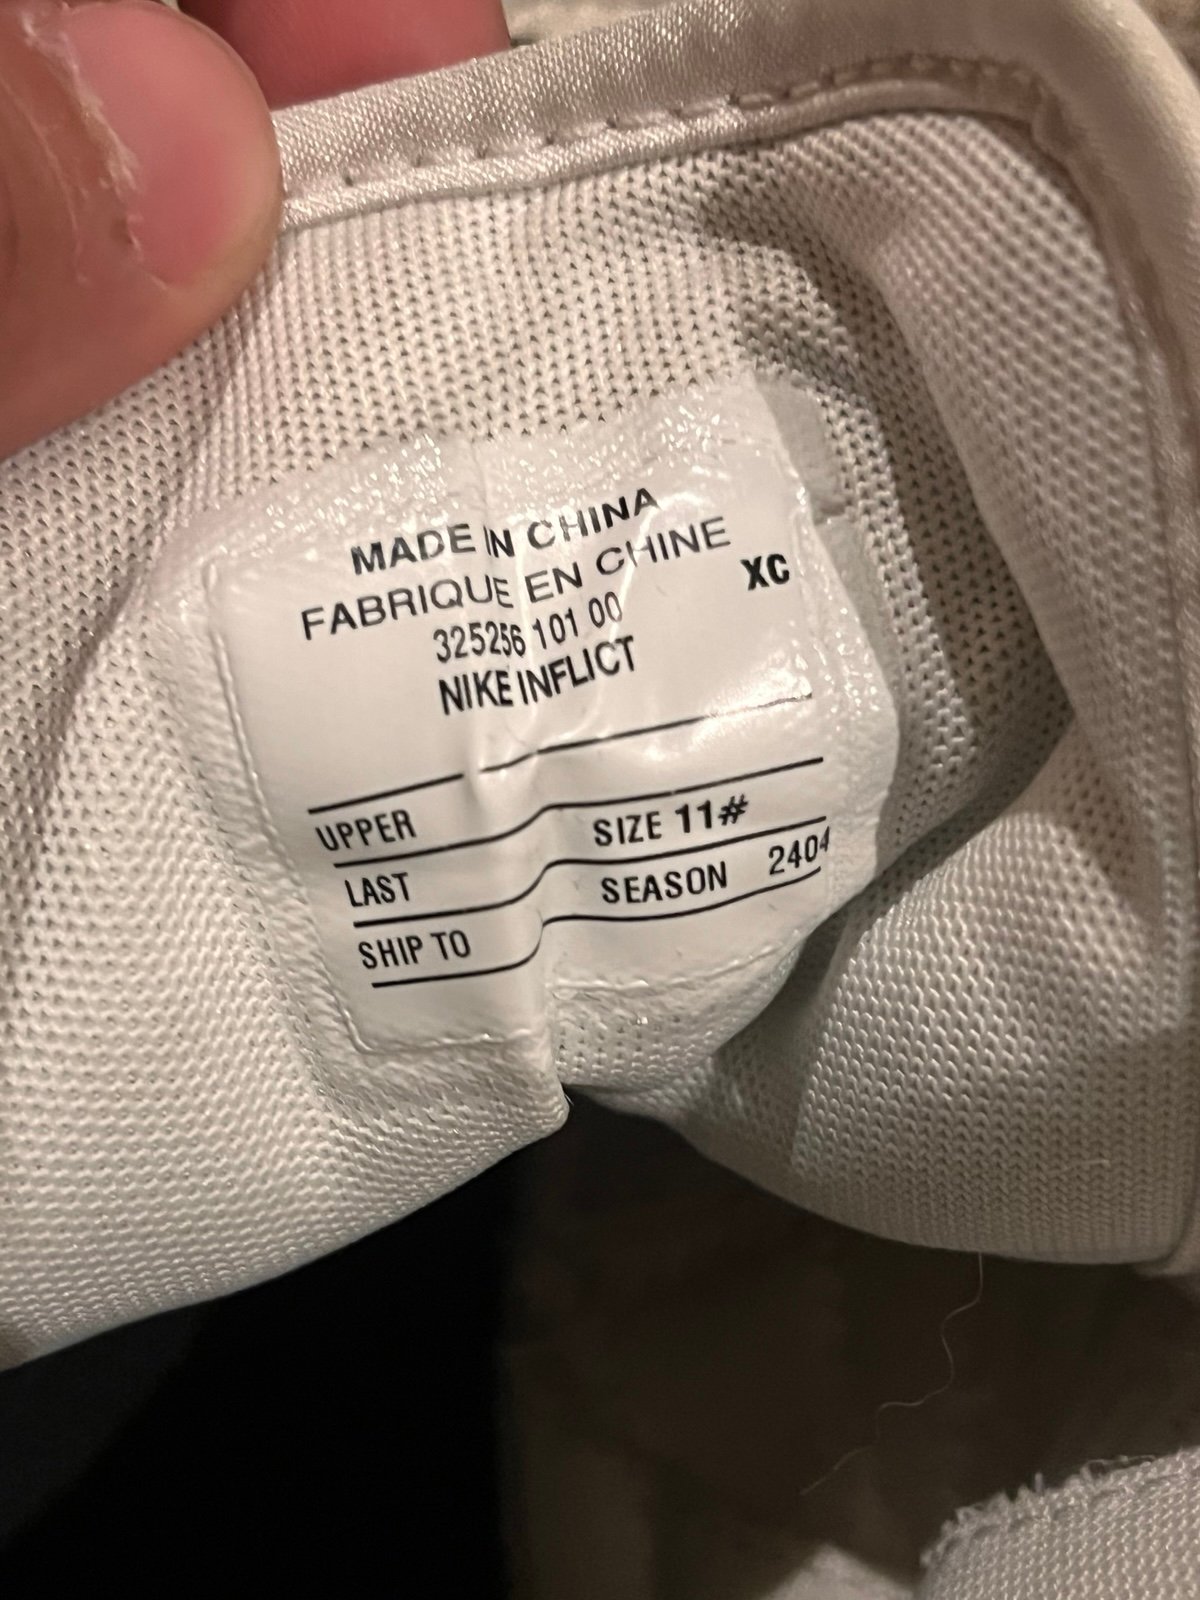 MADE IN CHINA
FABRIQUE EN CHINE
XC
325256 101 00
NIKE INFLICT
UPPER SIZE 11#
LAST SEASON 2404
SHIP TO